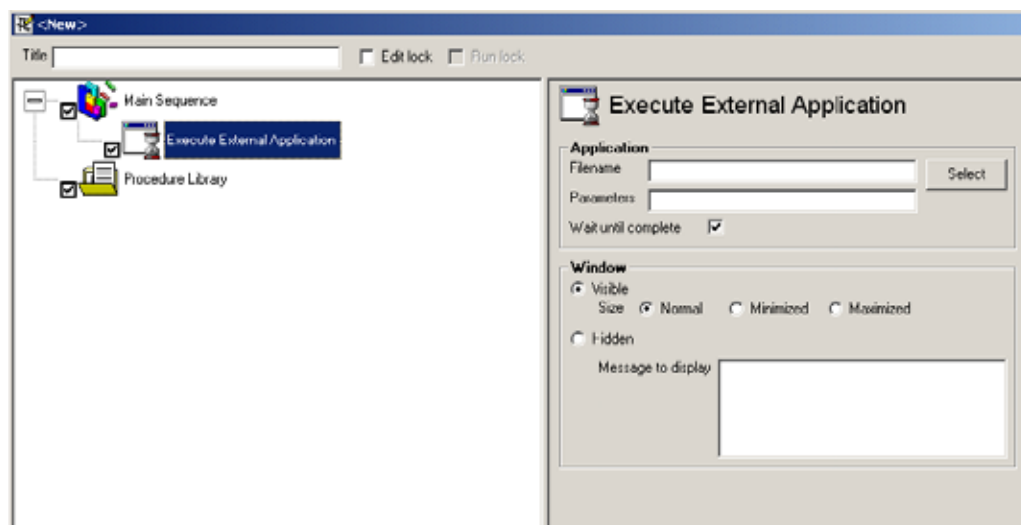 <New>
Title Edit lock Run lock
Main Sequence
Execute External Application
Procedure Library
Execute External Application
Application
Filename
Select
Parameters
Wait until complete
Window
Visible
Size Normal Minimized Maximized
Hidden
Message to display